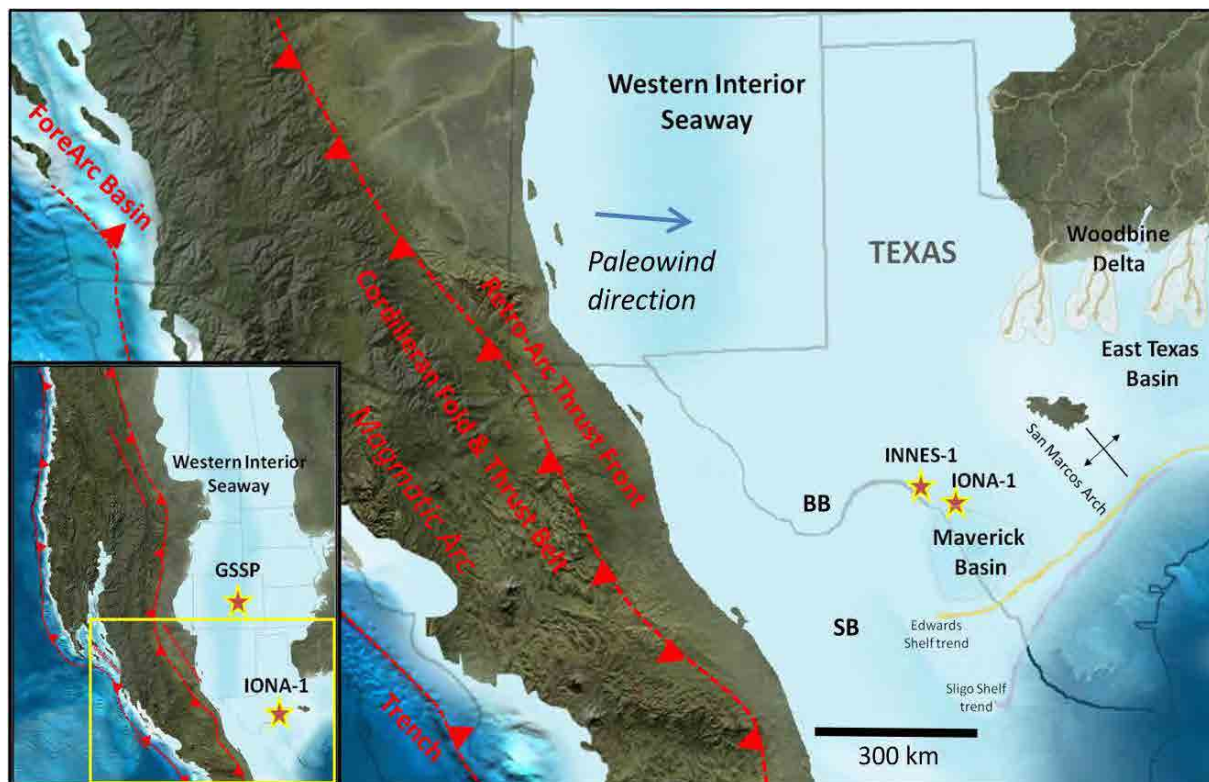 Western Interior
Seaway
ForeArc Basin
Paleowind
direction
TEXAS
Woodbine
Delta
East Texas
Basin
Retro-Arc Thrust Front
Cordilleran Fold & Thrust Belt
Magmatic Arc
San Marcos Arch
INNES-1
IONA-1
BB
Maverick
Basin
SB
Edwards
Shelf trend
Sligo Shelf
trend
Trench
300 km
Western Interior
Seaway
GSSP
IONA-1